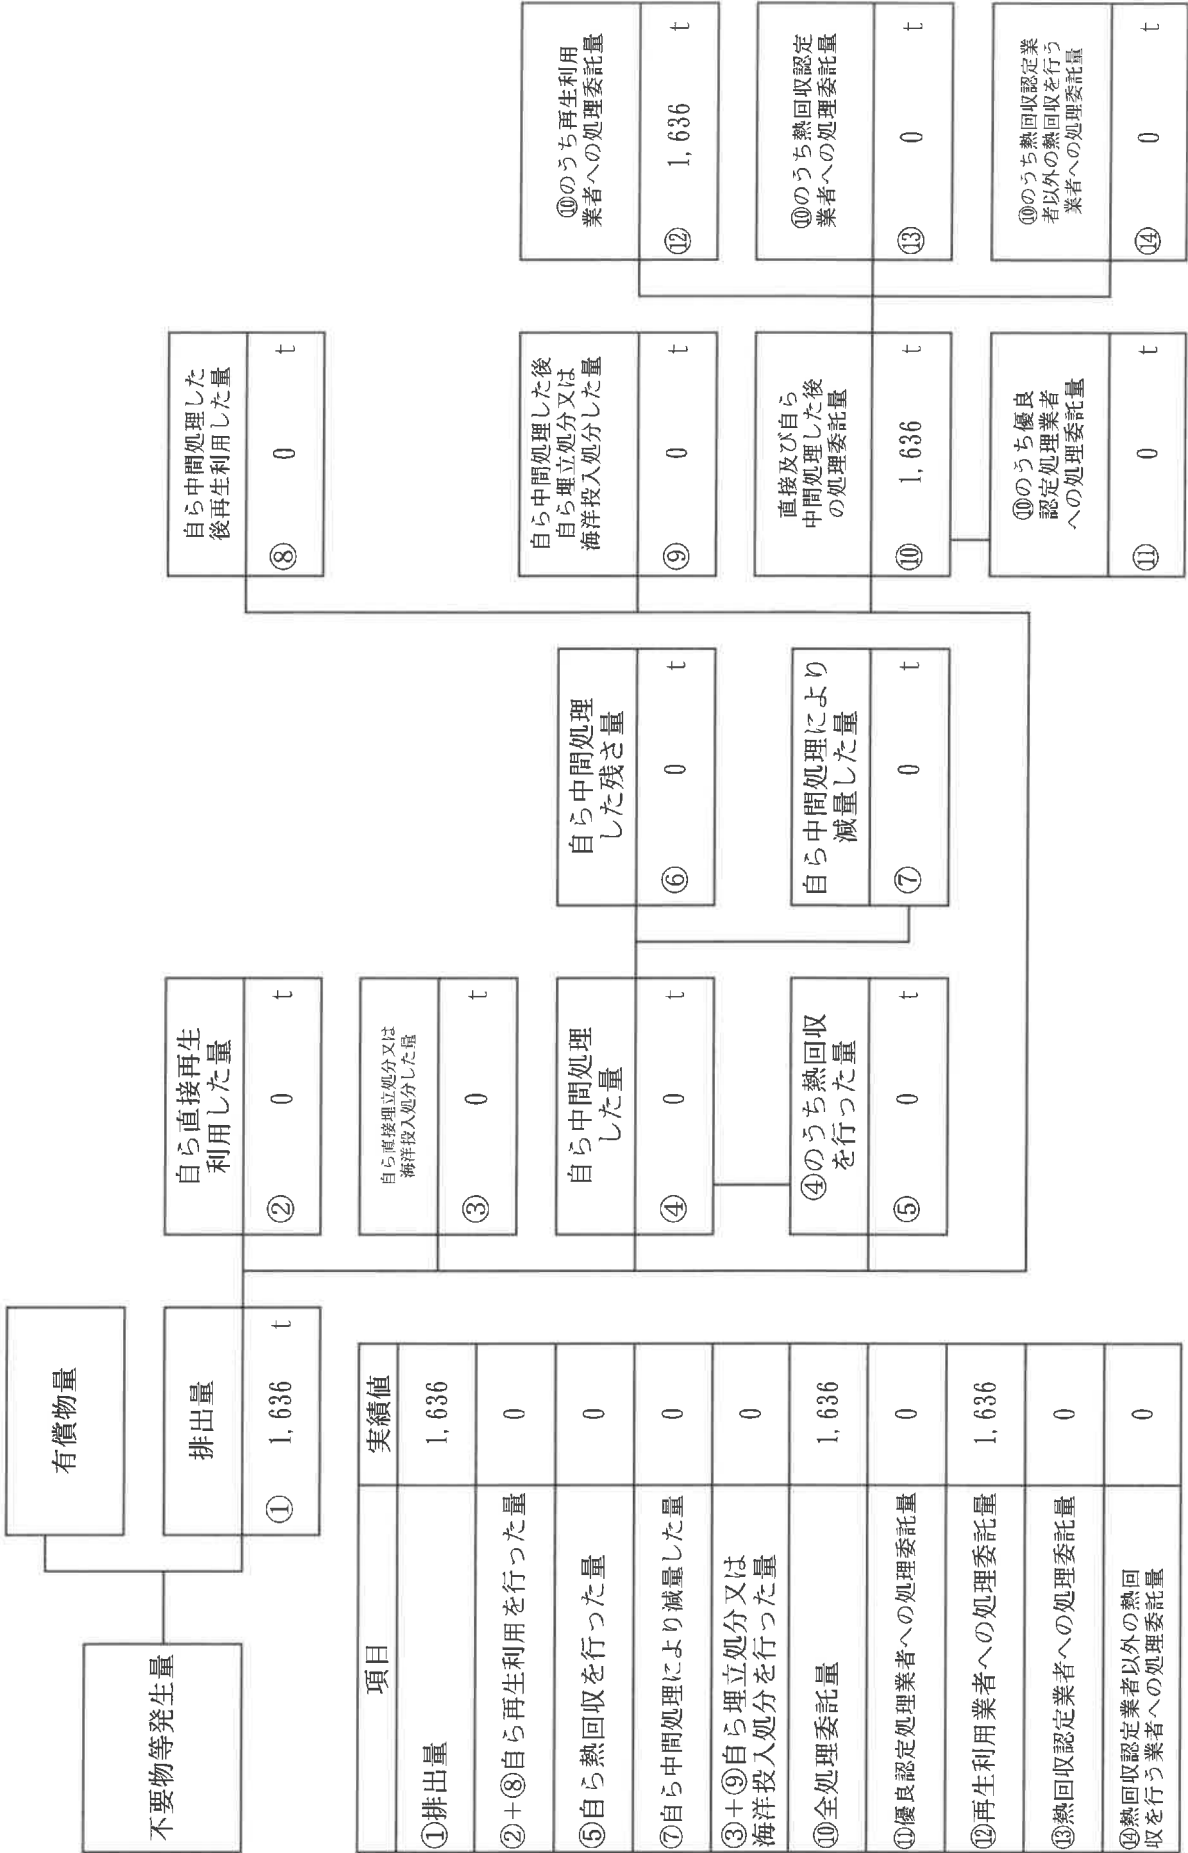 不要物等発生量
有償物量
排出量
① 1,636 t
自ら直接再生
利用した量
② 0 t
自ら直接埋立処分又は
海洋投入処分した量
③ 0 t
自ら中間処理
した量
④ 0 t
④のうち熱回収
を行った量
⑤ 0 t
自ら中間処理
した残さ量
⑥ 0 t
自ら中間処理により
減量した量
⑦ 0 t
自ら中間処理した
後再生利用した量
⑧ 0 t
自ら中間処理した後
自ら埋立処分又は
海洋投入処分した量
⑨ 0 t
直接及び自ら
中間処理した後
の処理委託量
⑩ 1,636 t
⑩のうち優良
認定処理業者
への処理委託量
⑪ 0 t
⑩のうち再生利用
業者への処理委託量
⑫ 1,636 t
⑩のうち熱回収認定
業者への処理委託量
⑬ 0 t
⑩のうち熱回収認定業
者以外の熱回収を行う
業者への処理委託量
⑭ 0 t
項目 実績値
①排出量 1,636
②+⑧自ら再生利用を行った量 0
⑤自ら熱回収を行った量 0
⑦自ら中間処理により減量した量 0
③+⑨自ら埋立処分又は
海洋投入処分を行った量 0
⑩全処理委託量 1,636
⑪優良認定処理業者への処理委託量 0
⑫再生利用業者への処理委託量 1,636
⑬熱回収認定業者への処理委託量 0
⑭熱回収認定業者以外の熱回
収を行う業者への処理委託量 0